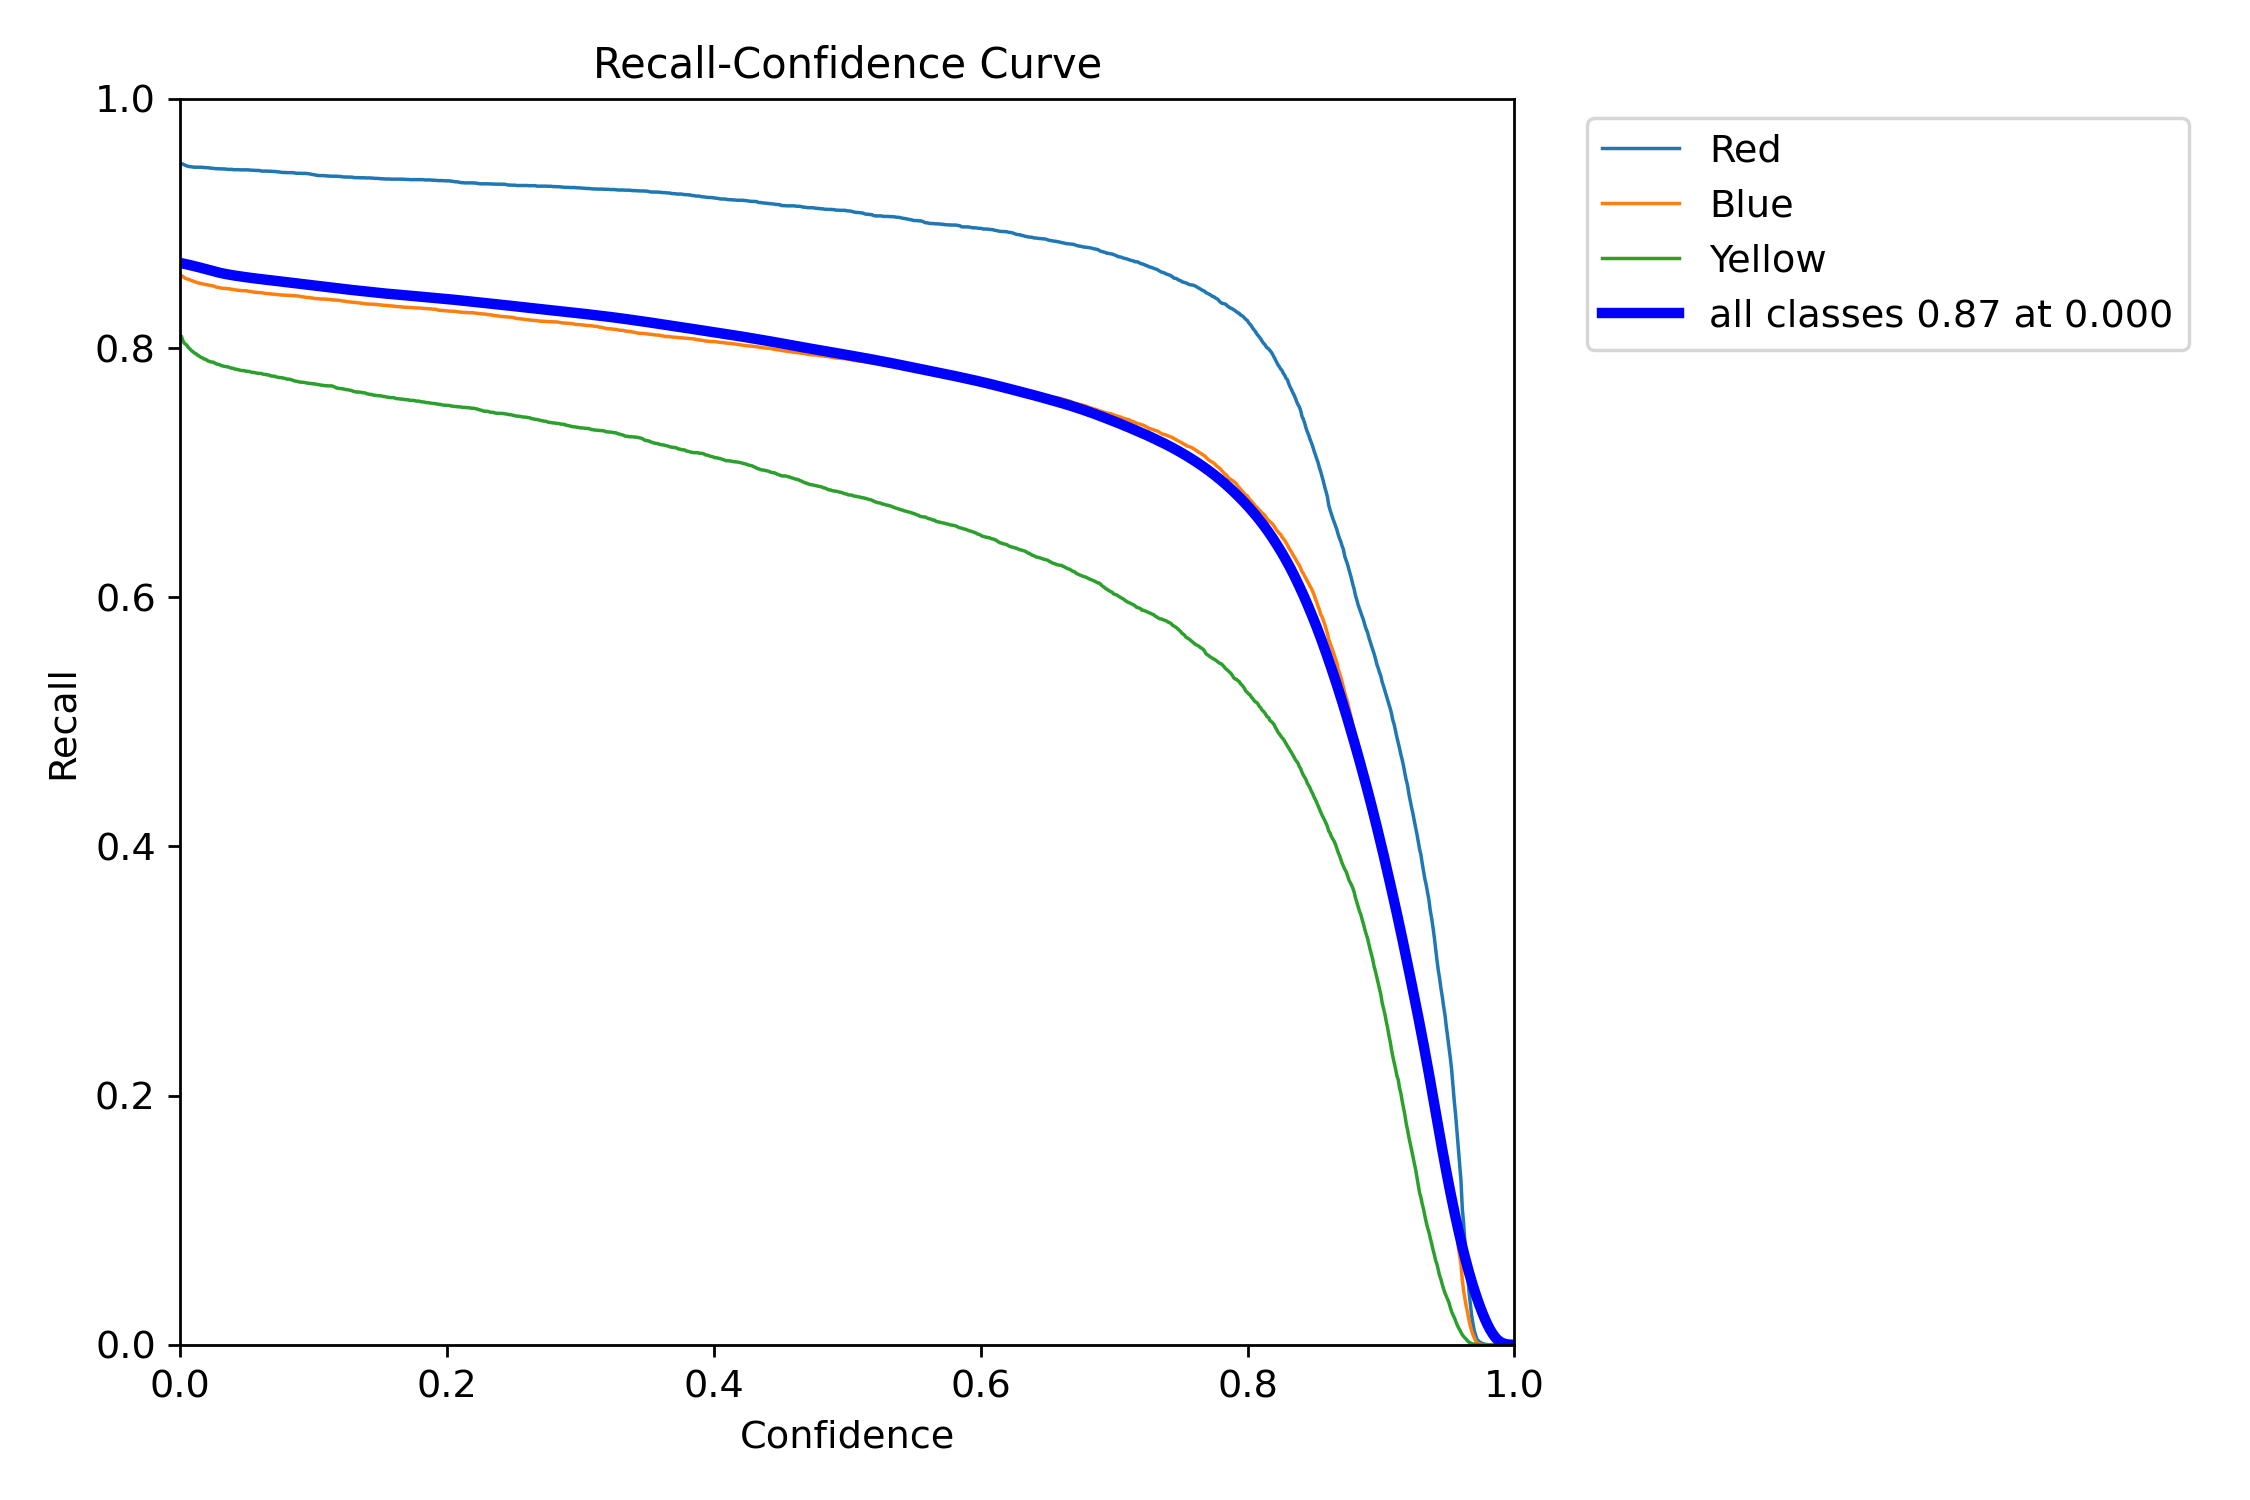 Recall-Confidence Curve
1.0
0.8
0.6
0.4
0.2
0.0
Recall
0.0 0.2 0.4 0.6 0.8 1.0
Confidence
Red
Blue
Yellow
all classes 0.87 at 0.000